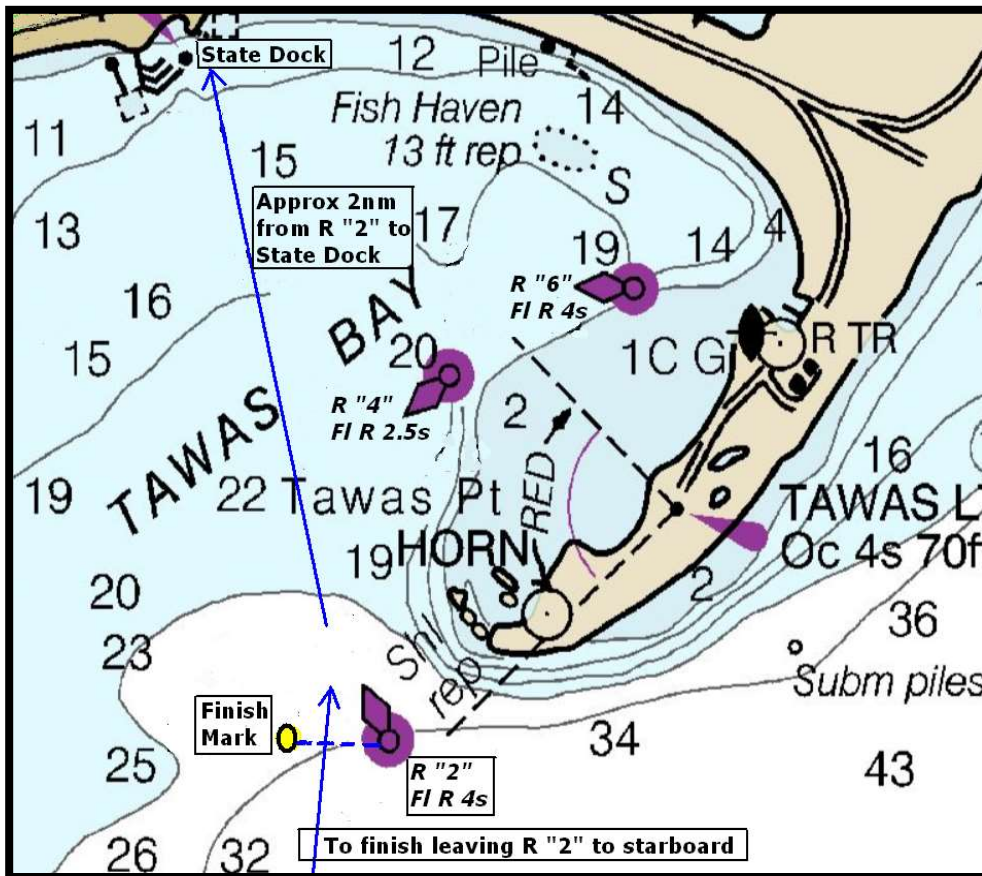 State Dock
12
Pile
Fish Haven
13 ft rep
14
11
15
S
Approx 2nm
from R "2" to
State Dock
17
13
19
14
4
R "6"
Fl R 4s
16
BAY
20
1C G
R TR
15
R "4"
Fl R 2.5s
2
RED
TAWAS
19
22
Tawas Pt
16
TAWAS L
Oc 4s 70f
HORN
19
2
20
36
23
Sh
rep
Subm piles
Finish
Mark
34
25
R "2"
Fl R 4s
43
26
32
To finish leaving R "2" to starboard